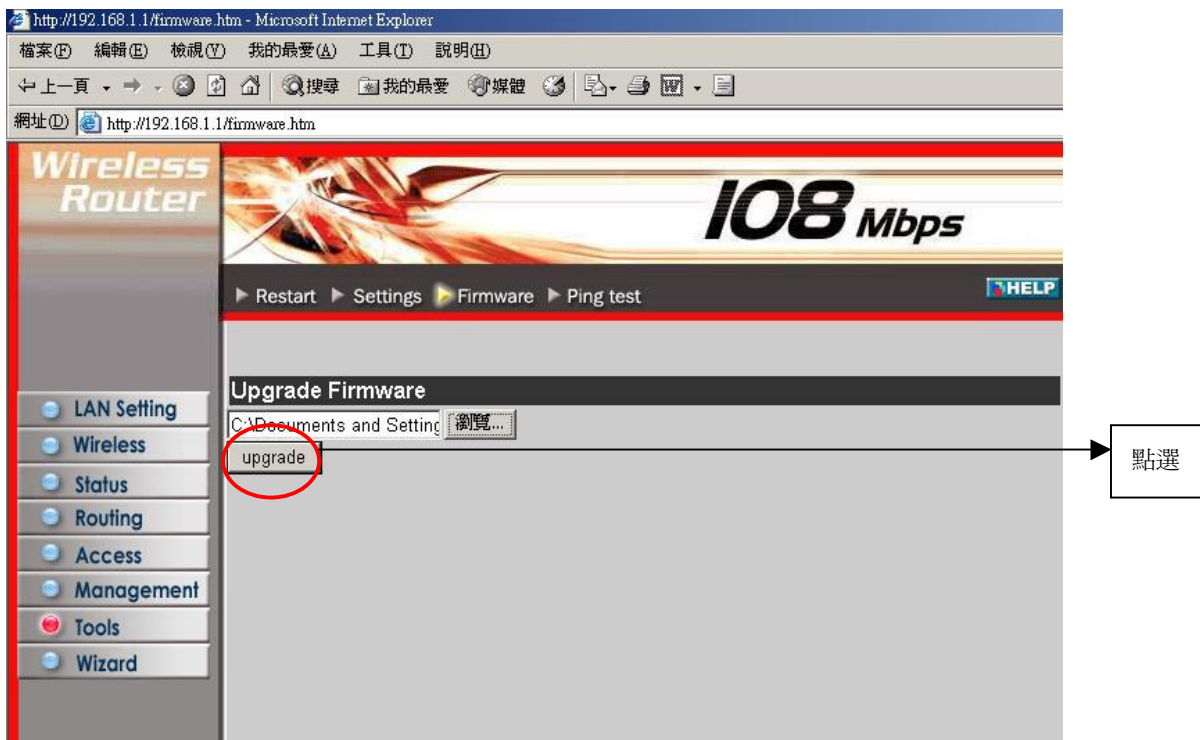 http://192.168.1.1/firmware.htm - Microsoft Internet Explorer
檔案(F) 編輯(E) 檢視(V) 我的最愛(A) 工具(T) 說明(H)
上一頁 搜尋 我的最愛 媒體
網址(D) http://192.168.1.1/firmware.htm
Wireless
Router
108 Mbps
Restart Settings Firmware Ping test HELP
Upgrade Firmware
C:\Documents and Setting 瀏覽...
upgrade
點選
LAN Setting
Wireless
Status
Routing
Access
Management
Tools
Wizard